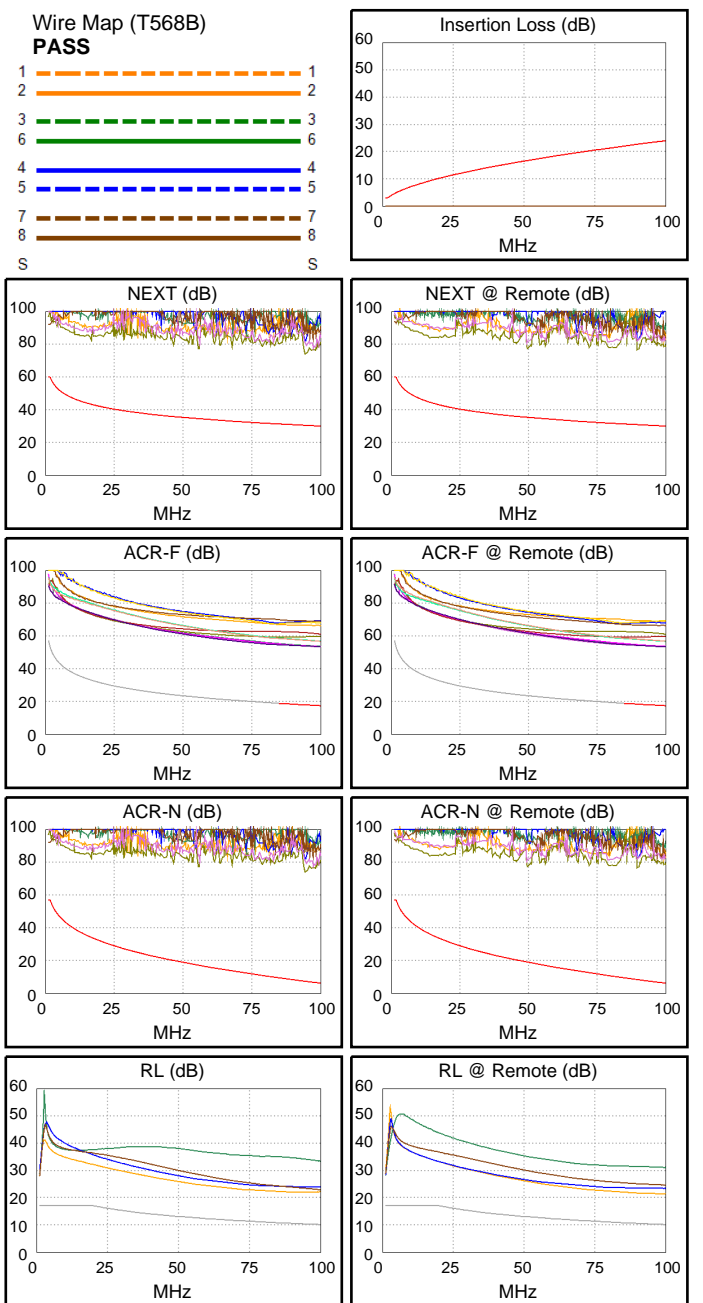 Wire Map (T568B)
PASS
1 1
2 2
3 3
6 6
4 4
5 5
7 7
8 8
S S
Insertion Loss (dB)
60
50
40
30
20
10
0
0 25 50 75 100
MHz
NEXT (dB)
100
80
60
40
20
0
0 25 50 75 100
MHz
NEXT @ Remote (dB)
100
80
60
40
20
0
0 25 50 75 100
MHz
ACR-F (dB)
100
80
60
40
20
0
0 25 50 75 100
MHz
ACR-F @ Remote (dB)
100
80
60
40
20
0
0 25 50 75 100
MHz
ACR-N (dB)
100
80
60
40
20
0
0 25 50 75 100
MHz
ACR-N @ Remote (dB)
100
80
60
40
20
0
0 25 50 75 100
MHz
RL (dB)
60
50
40
30
20
10
0
0 25 50 75 100
MHz
RL @ Remote (dB)
60
50
40
30
20
10
0
0 25 50 75 100
MHz